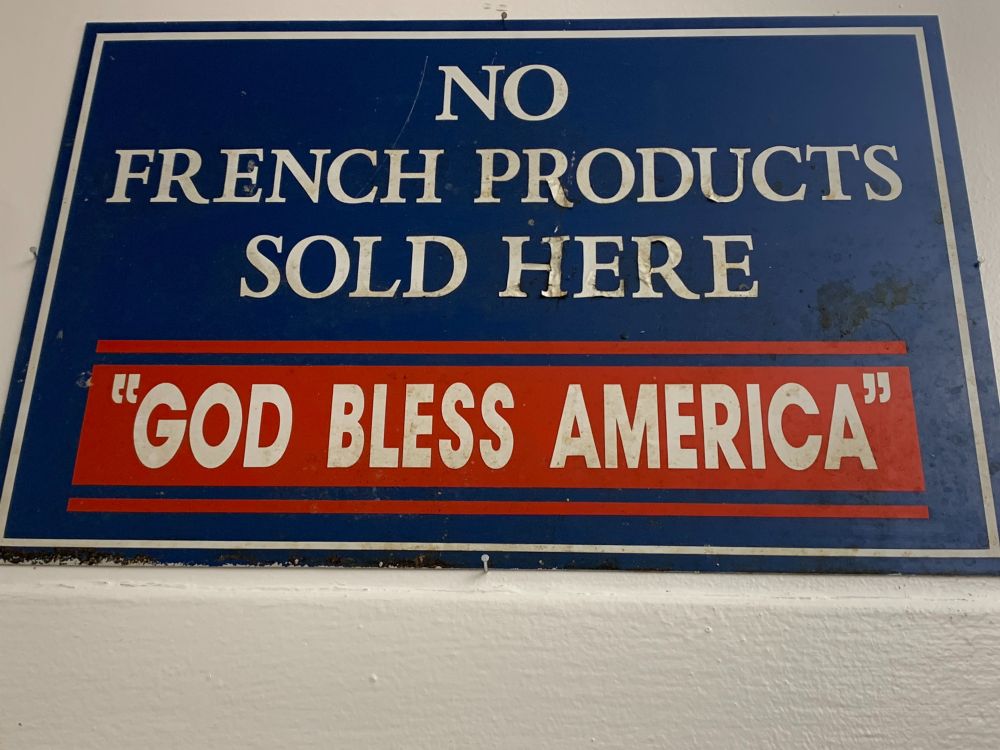 NO
FRENCH PRODUCTS
SOLD HERE
"GOD BLESS AMERICA"